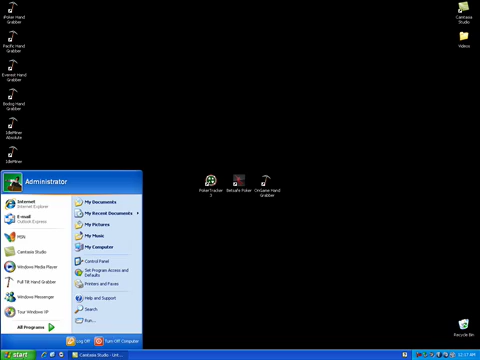 iPoker Hand
Grabber
Pacific Hand
Grabber
Everest Hand
Grabber
Bodog Hand
Grabber
IdleMiner
Absolute
IdleMiner
Camtasia
Studio
Videos
PokerTracker
3
Betsafe Poker
OnGame Hand
Grabber
Recycle Bin
Administrator
Internet
Internet Explorer
E-mail
Outlook Express
MSN
Camtasia Studio
Windows Media Player
Full Tilt Hand Grabber
Windows Messenger
Tour Windows XP
All Programs
My Documents
My Recent Documents
My Pictures
My Music
My Computer
Control Panel
Set Program Access and
Defaults
Printers and Faxes
Help and Support
Search
Run...
Log Off
Turn Off Computer
start
Camtasia Studio - Unt...
12:17 AM